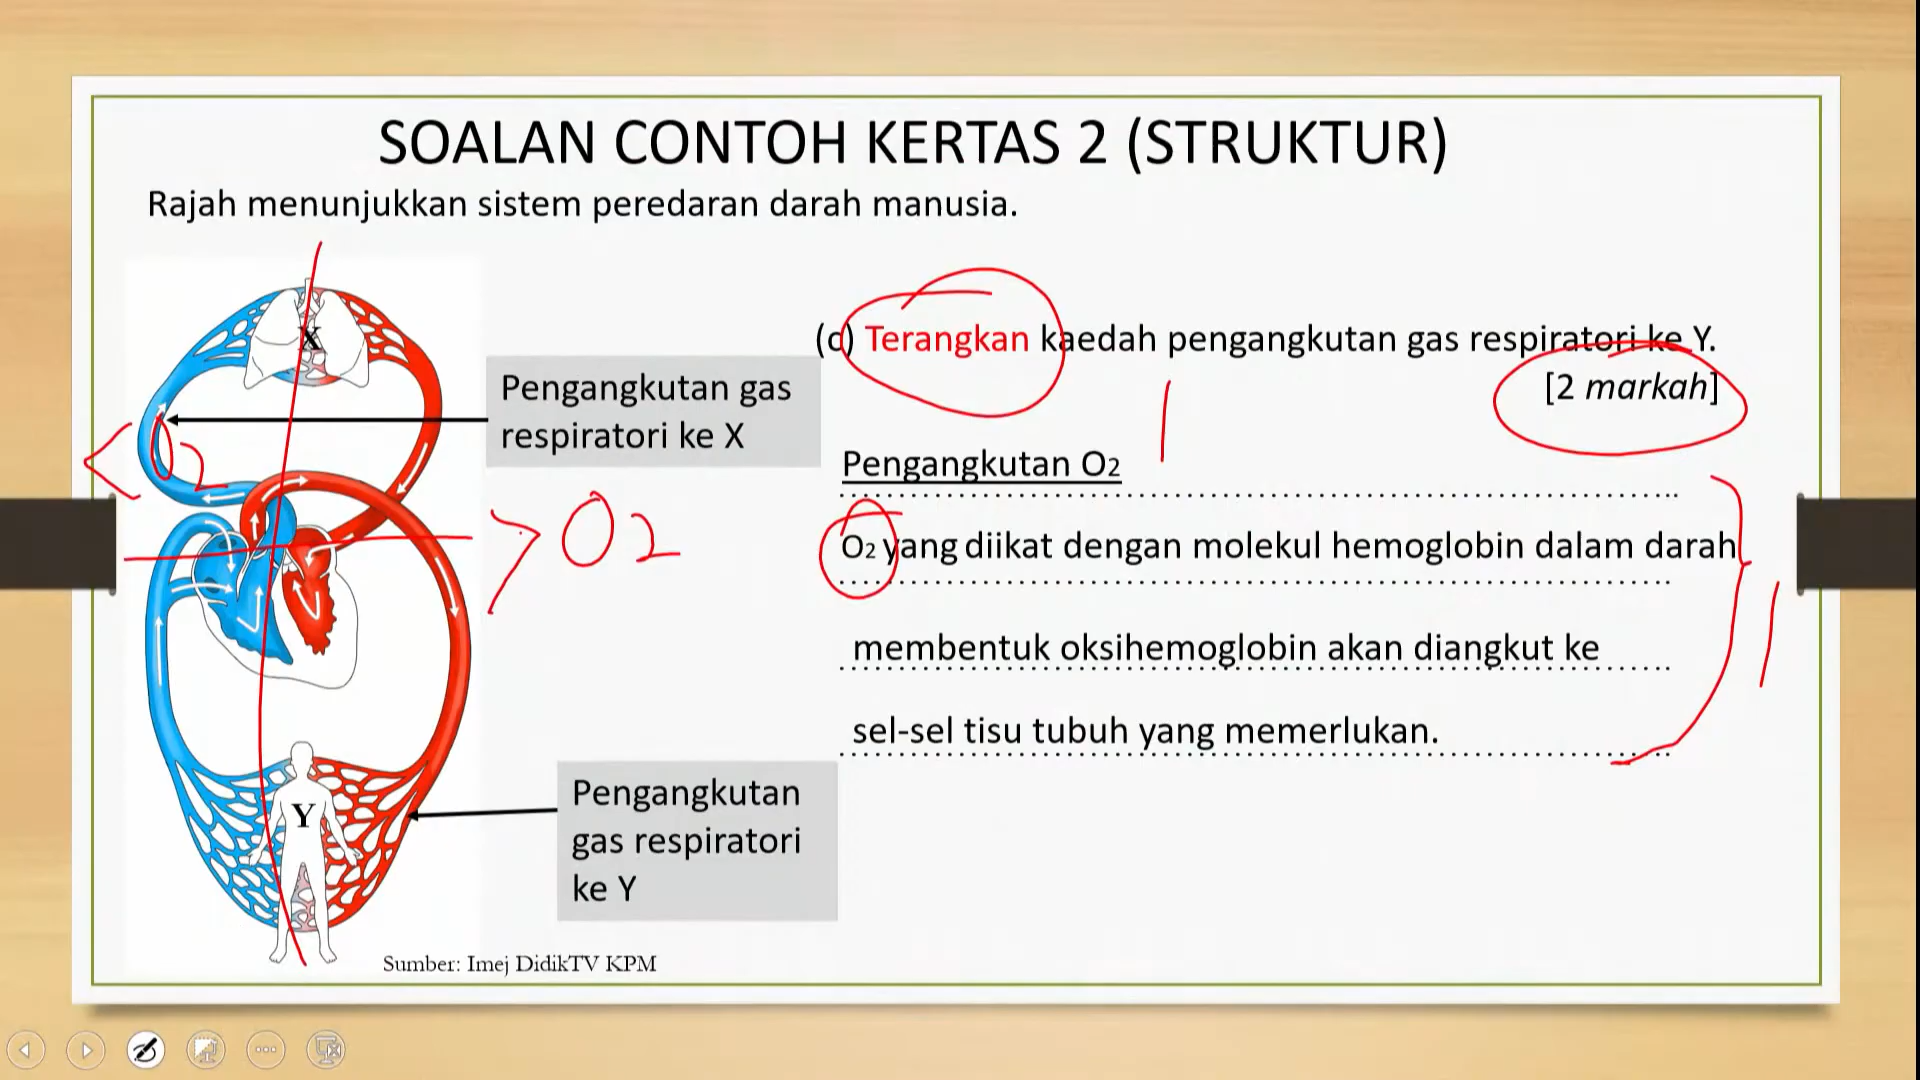 SOALAN CONTOH KERTAS 2 (STRUKTUR)
Rajah menunjukkan sistem peredaran darah manusia.
X
Pengangkutan gas
respiratori ke X
< O2
> O2
Y
Pengangkutan
gas respiratori
ke Y
Sumber: Imej DidikTV KPM
(c) Terangkan kaedah pengangkutan gas respiratori ke Y.
[2 markah]
Pengangkutan O2
O2 yang diikat dengan molekul hemoglobin dalam darah
membentuk oksihemoglobin akan diangkut ke
sel-sel tisu tubuh yang memerlukan.